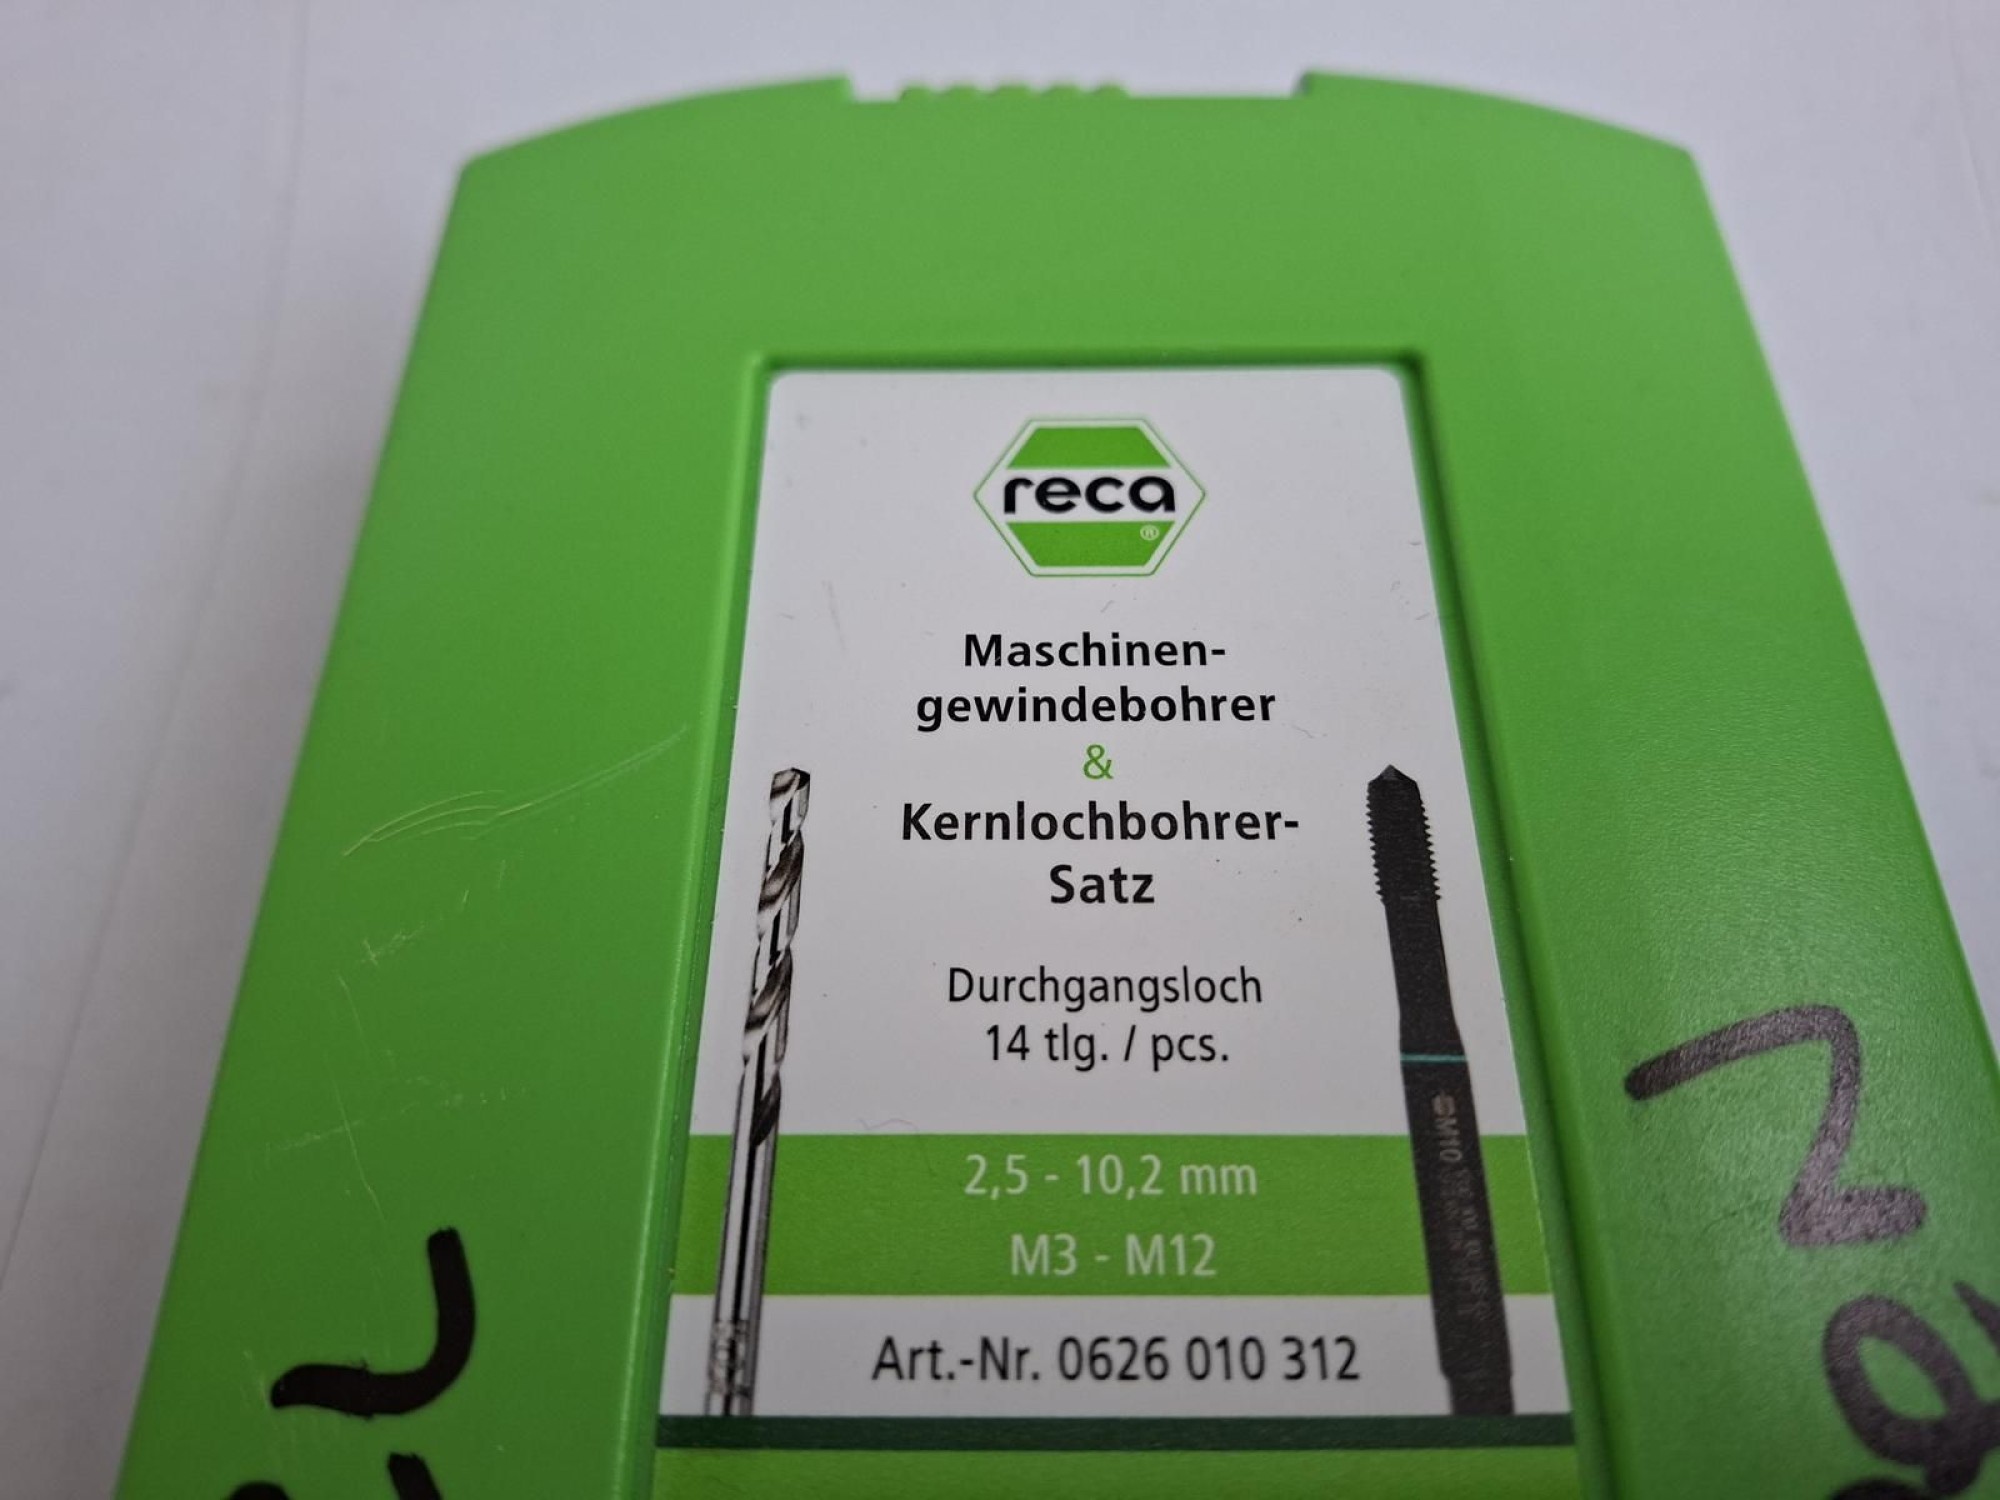 reca
®
Maschinen-
gewindebohrer
&
Kernlochbohrer-
Satz
Durchgangsloch
14 tlg. / pcs.
2,5 - 10,2 mm
M3 - M12
M10
Art.-Nr. 0626 010 312